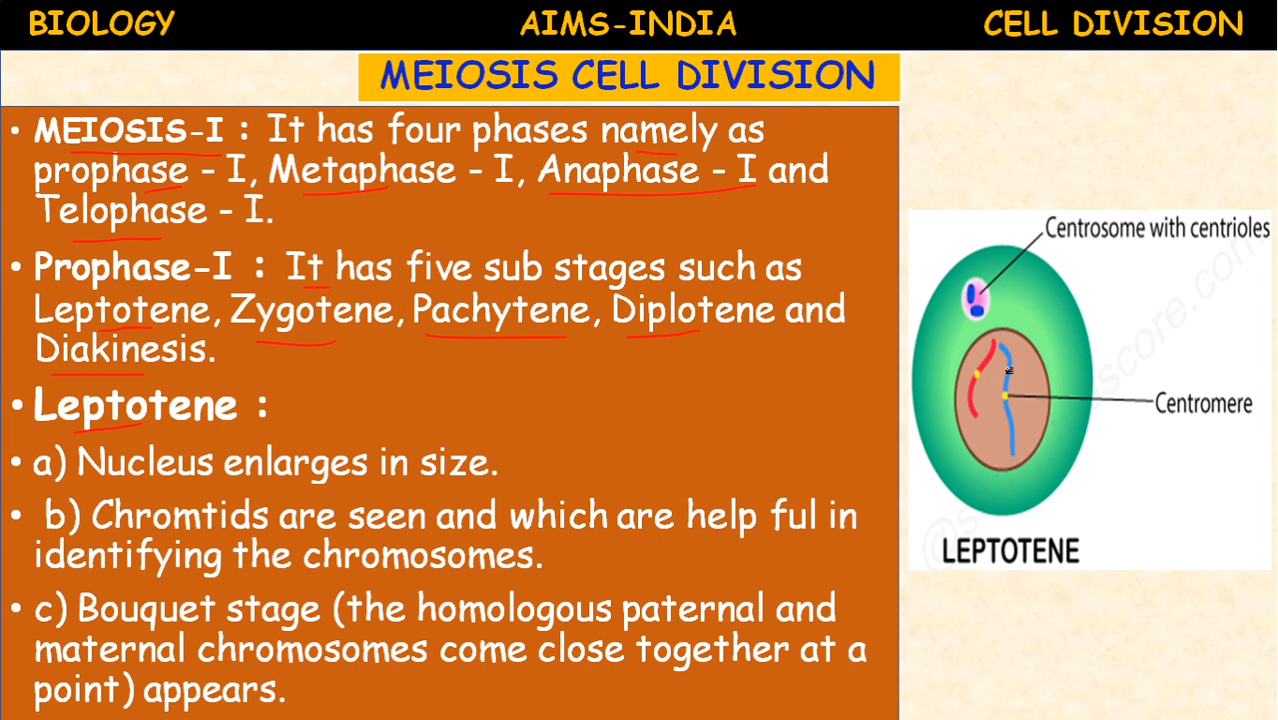 BIOLOGY AIMS-INDIA CELL DIVISION
MEIOSIS CELL DIVISION
• MEIOSIS-I : It has four phases namely as
prophase - I, Metaphase - I, Anaphase - I and
Telophase - I.
• Prophase-I : It has five sub stages such as
Leptotene, Zygotene, Pachytene, Diplotene and
Diakinesis.
• Leptotene :
• a) Nucleus enlarges in size.
• b) Chromtids are seen and which are help ful in
identifying the chromosomes.
• c) Bouquet stage (the homologous paternal and
maternal chromosomes come close together at a
point) appears.
Centrosome with centrioles
Centromere
LEPTOTENE